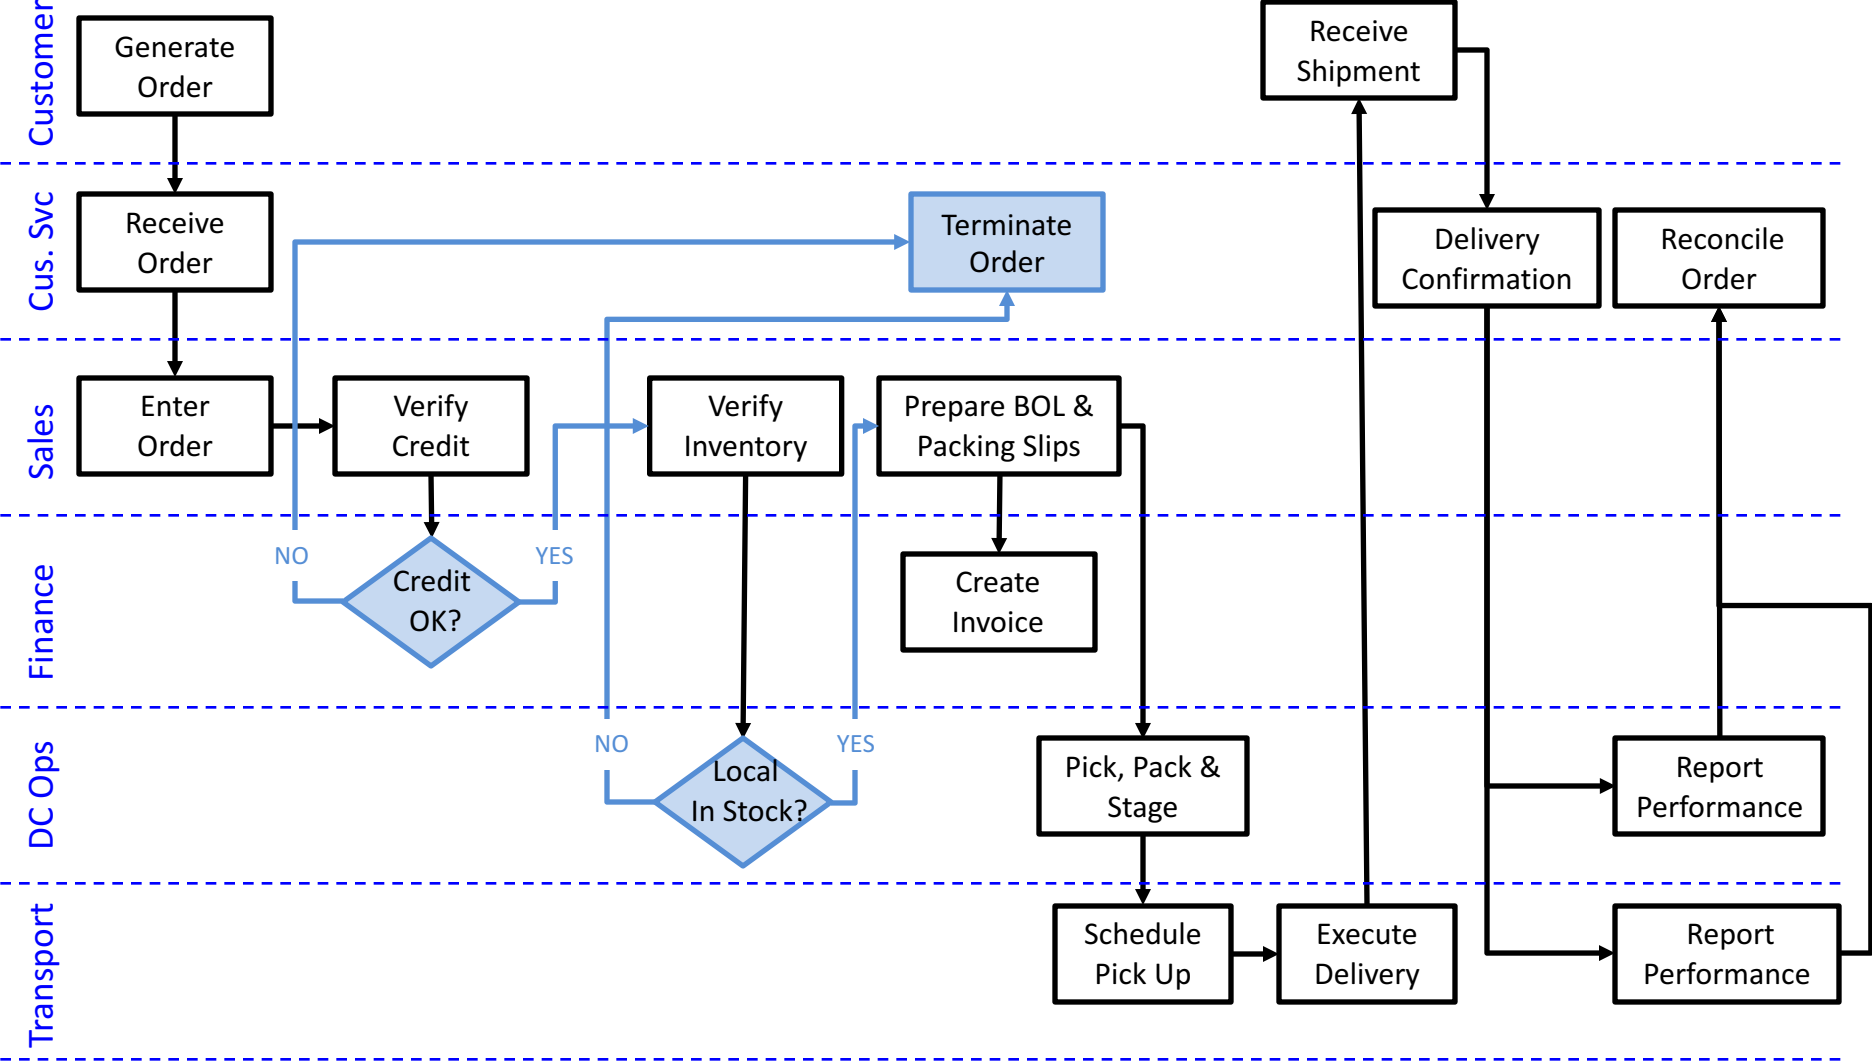 Customer
Generate
Order
Receive
Shipment
Cus. Svc
Receive
Order
Terminate
Order
Delivery
Confirmation
Reconcile
Order
Sales
Enter
Order
Verify
Credit
Verify
Inventory
Prepare BOL &
Packing Slips
Finance
NO
Credit
OK?
YES
Create
Invoice
DC Ops
NO
Local
In Stock?
YES
Pick, Pack &
Stage
Report
Performance
Transport
Schedule
Pick Up
Execute
Delivery
Report
Performance